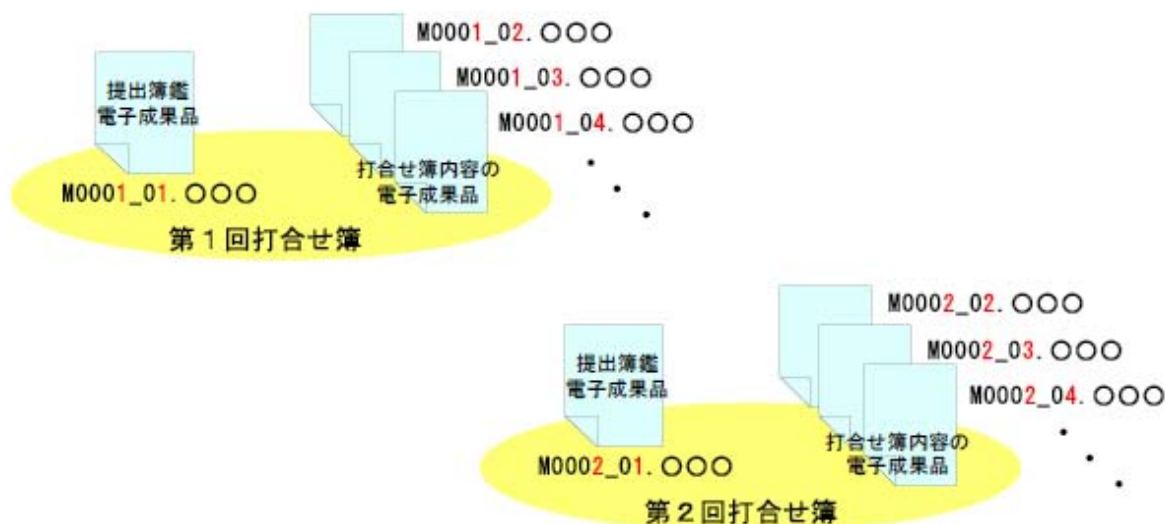 M0001_02.○○○
M0001_03.○○○
M0001_04.○○○
提出簿鑑
電子成果品
打合せ簿内容の
電子成果品
M0001_01.○○○
第1回打合せ簿
M0002_02.○○○
M0002_03.○○○
M0002_04.○○○
提出簿鑑
電子成果品
打合せ簿内容の
電子成果品
M0002_01.○○○
第2回打合せ簿